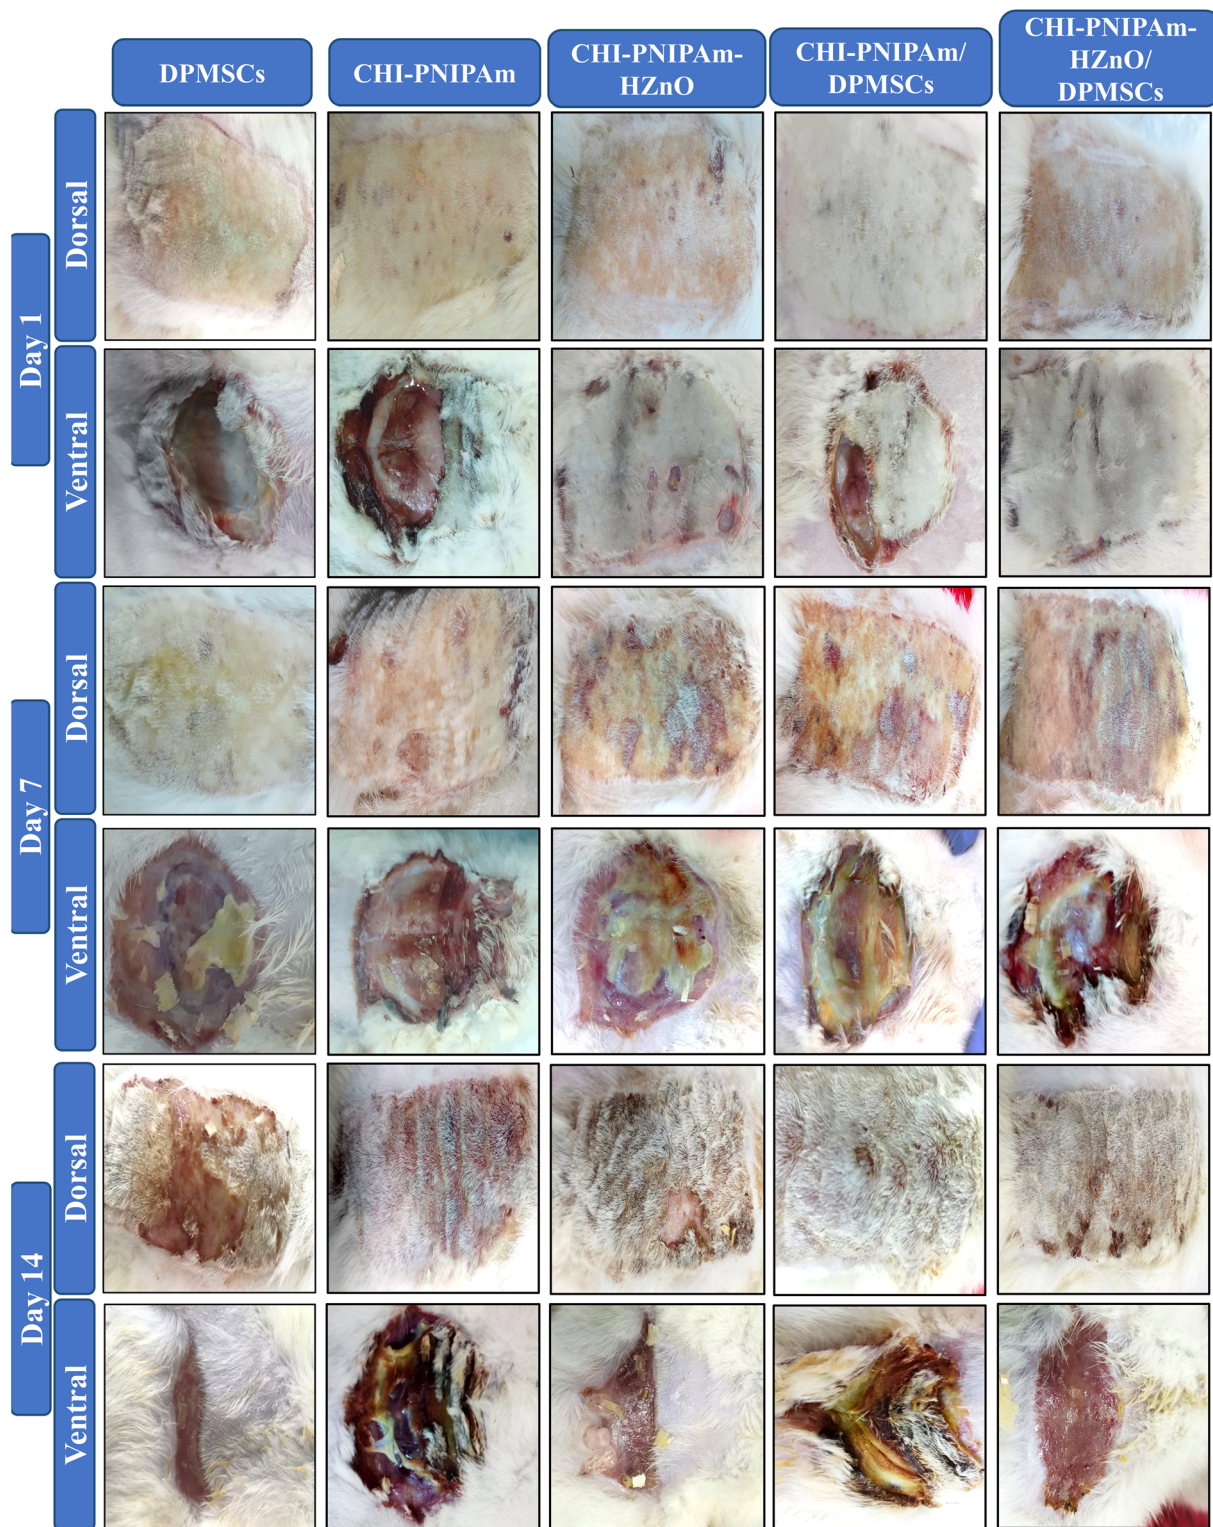 DPMSCs
CHI-PNIPAm
CHI-PNIPAm-
HZnO
CHI-PNIPAm/
DPMSCs
CHI-PNIPAm-
HZnO/
DPMSCs
Day 1
Dorsal
Ventral
Day 7
Dorsal
Ventral
Day 14
Dorsal
Ventral